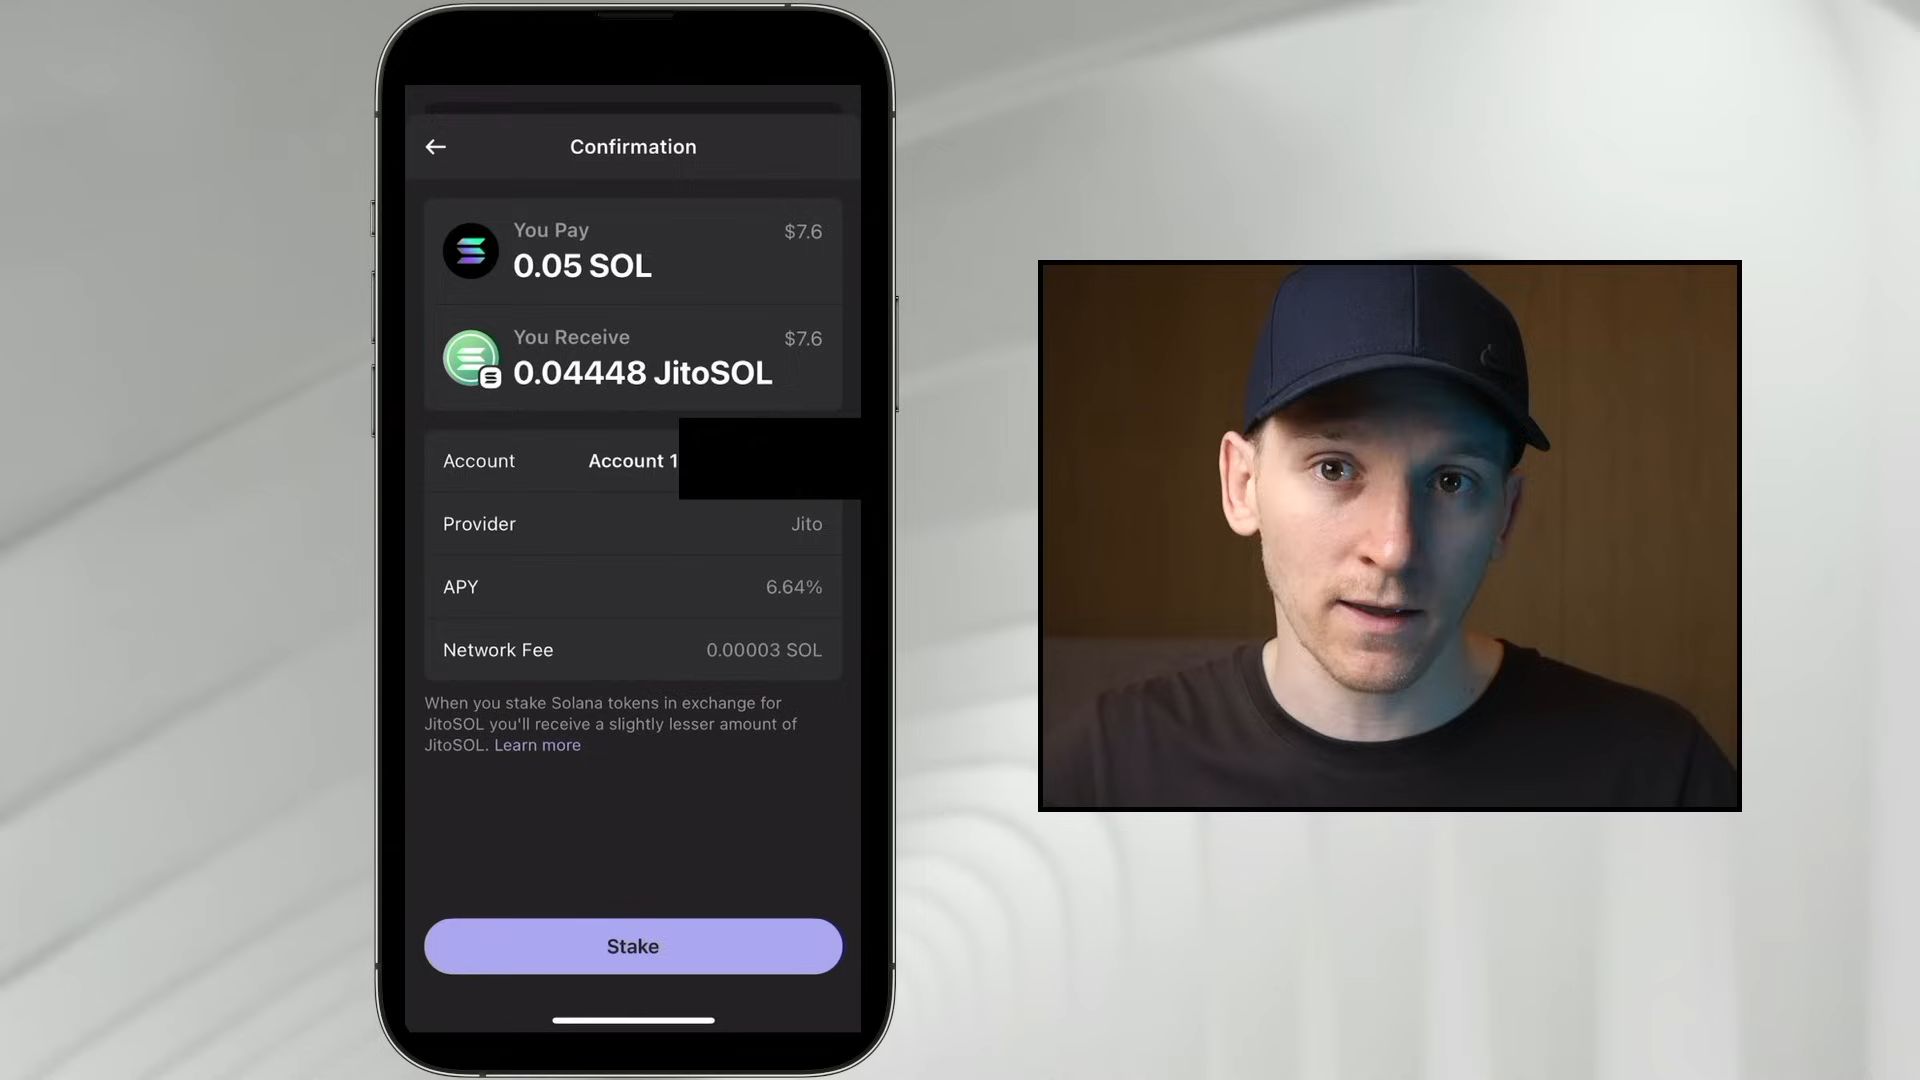 Confirmation
You Pay
$7.6
0.05 SOL
You Receive
$7.6
0.04448 JitoSOL
Account
Account 1
Provider
Jito
APY
6.64%
Network Fee
0.00003 SOL
When you stake Solana tokens in exchange for
JitoSOL you'll receive a slightly lesser amount of
JitoSOL. Learn more
Stake